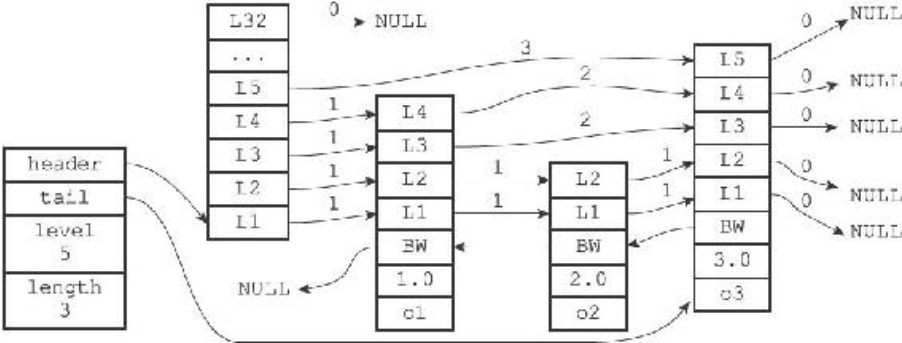 L32
...
L5
L4
L3
L2
L1
0
NULL
3
1
1
1
1
L4
L3
L2
L1
BW
1.0
o1
NULL
2
2
1
1
L2
L1
BW
2.0
o2
1
1
L5
L4
L3
L2
L1
BW
3.0
o3
0
NULL
0
NULL
0
NULL
0
NULL
0
NULL
header
tail
level
5
length
3